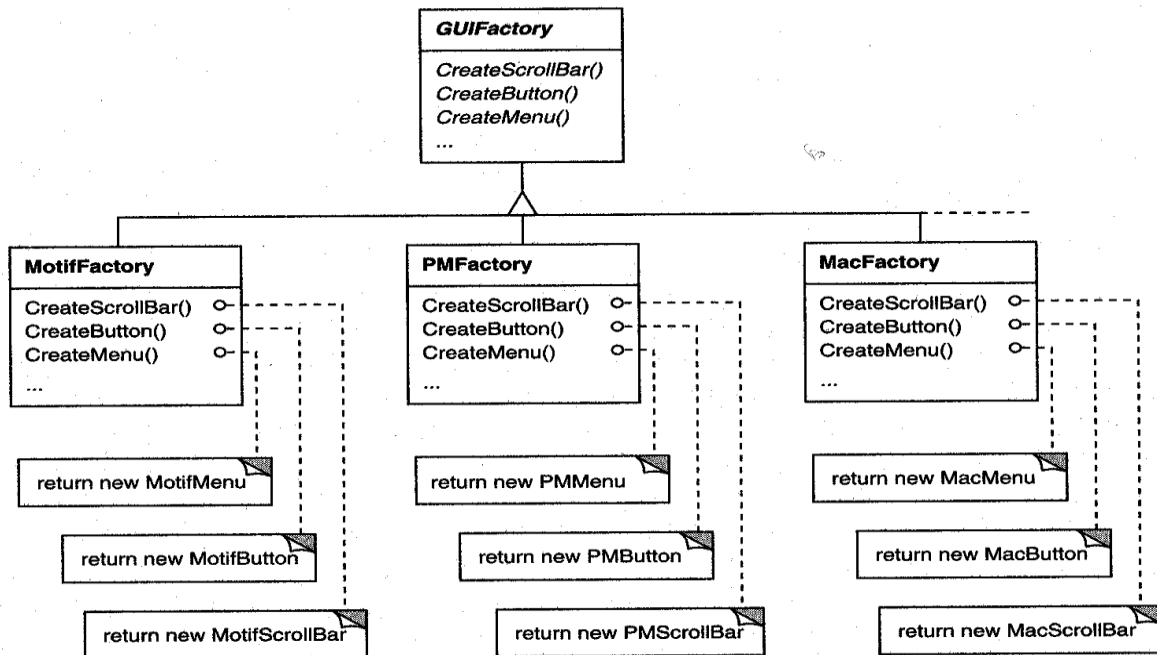 GUIFactory
CreateScrollBar()
CreateButton()
CreateMenu()
...
MotifFactory
CreateScrollBar()
CreateButton()
CreateMenu()
...
PMFactory
CreateScrollBar()
CreateButton()
CreateMenu()
...
MacFactory
CreateScrollBar()
CreateButton()
CreateMenu()
...
return new MotifMenu
return new PMMenu
return new MacMenu
return new MotifButton
return new PMButton
return new MacButton
return new MotifScrollBar
return new PMScrollBar
return new MacScrollBar